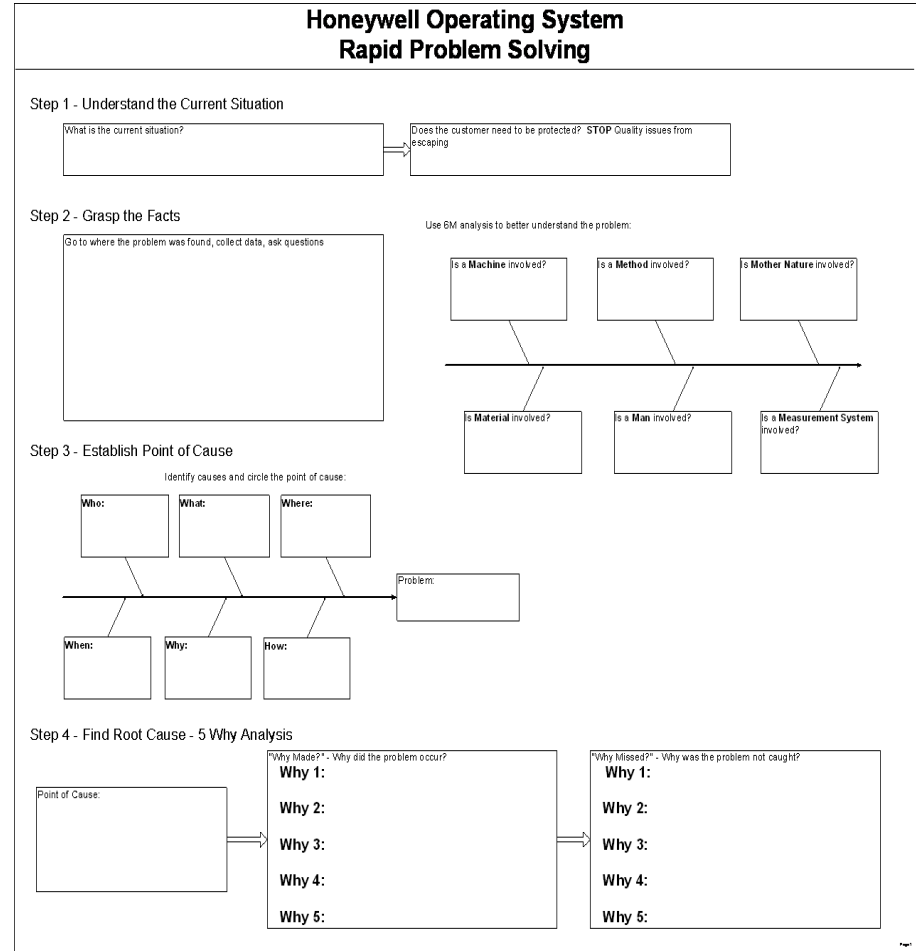 Honeywell Operating System
Rapid Problem Solving
Step 1 - Understand the Current Situation
What is the current situation?
Does the customer need to be protected? STOP Quality issues from
escaping
Step 2 - Grasp the Facts
Go to where the problem was found, collect data, ask questions
Use 6M analysis to better understand the problem:
Is a Machine involved?
Is a Method involved?
Is Mother Nature involved?
Is Material involved?
Is a Man involved?
Is a Measurement System
involved?
Step 3 - Establish Point of Cause
Identify causes and circle the point of cause:
Who:
What:
Where:
Problem:
When:
Why:
How:
Step 4 - Find Root Cause - 5 Why Analysis
Point of Cause:
"Why Made?" - Why did the problem occur?
Why 1:
Why 2:
Why 3:
Why 4:
Why 5:
"Why Missed?" - Why was the problem not caught?
Why 1:
Why 2:
Why 3:
Why 4:
Why 5:
Page 1